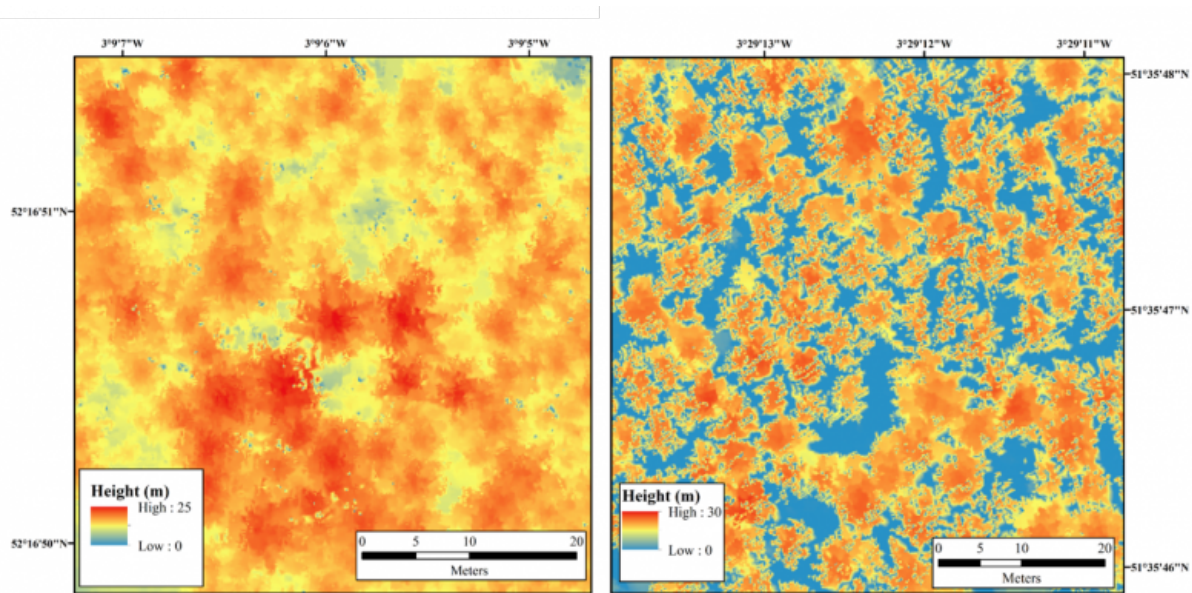 3°9'7"W 3°9'6"W 3°9'5"W
52°16'51"N
52°16'50"N
Height (m)
High : 25
Low : 0
0 5 10 20
Meters
3°29'13"W 3°29'12"W 3°29'11"W
51°35'48"N
51°35'47"N
51°35'46"N
Height (m)
High : 30
Low : 0
0 5 10 20
Meters